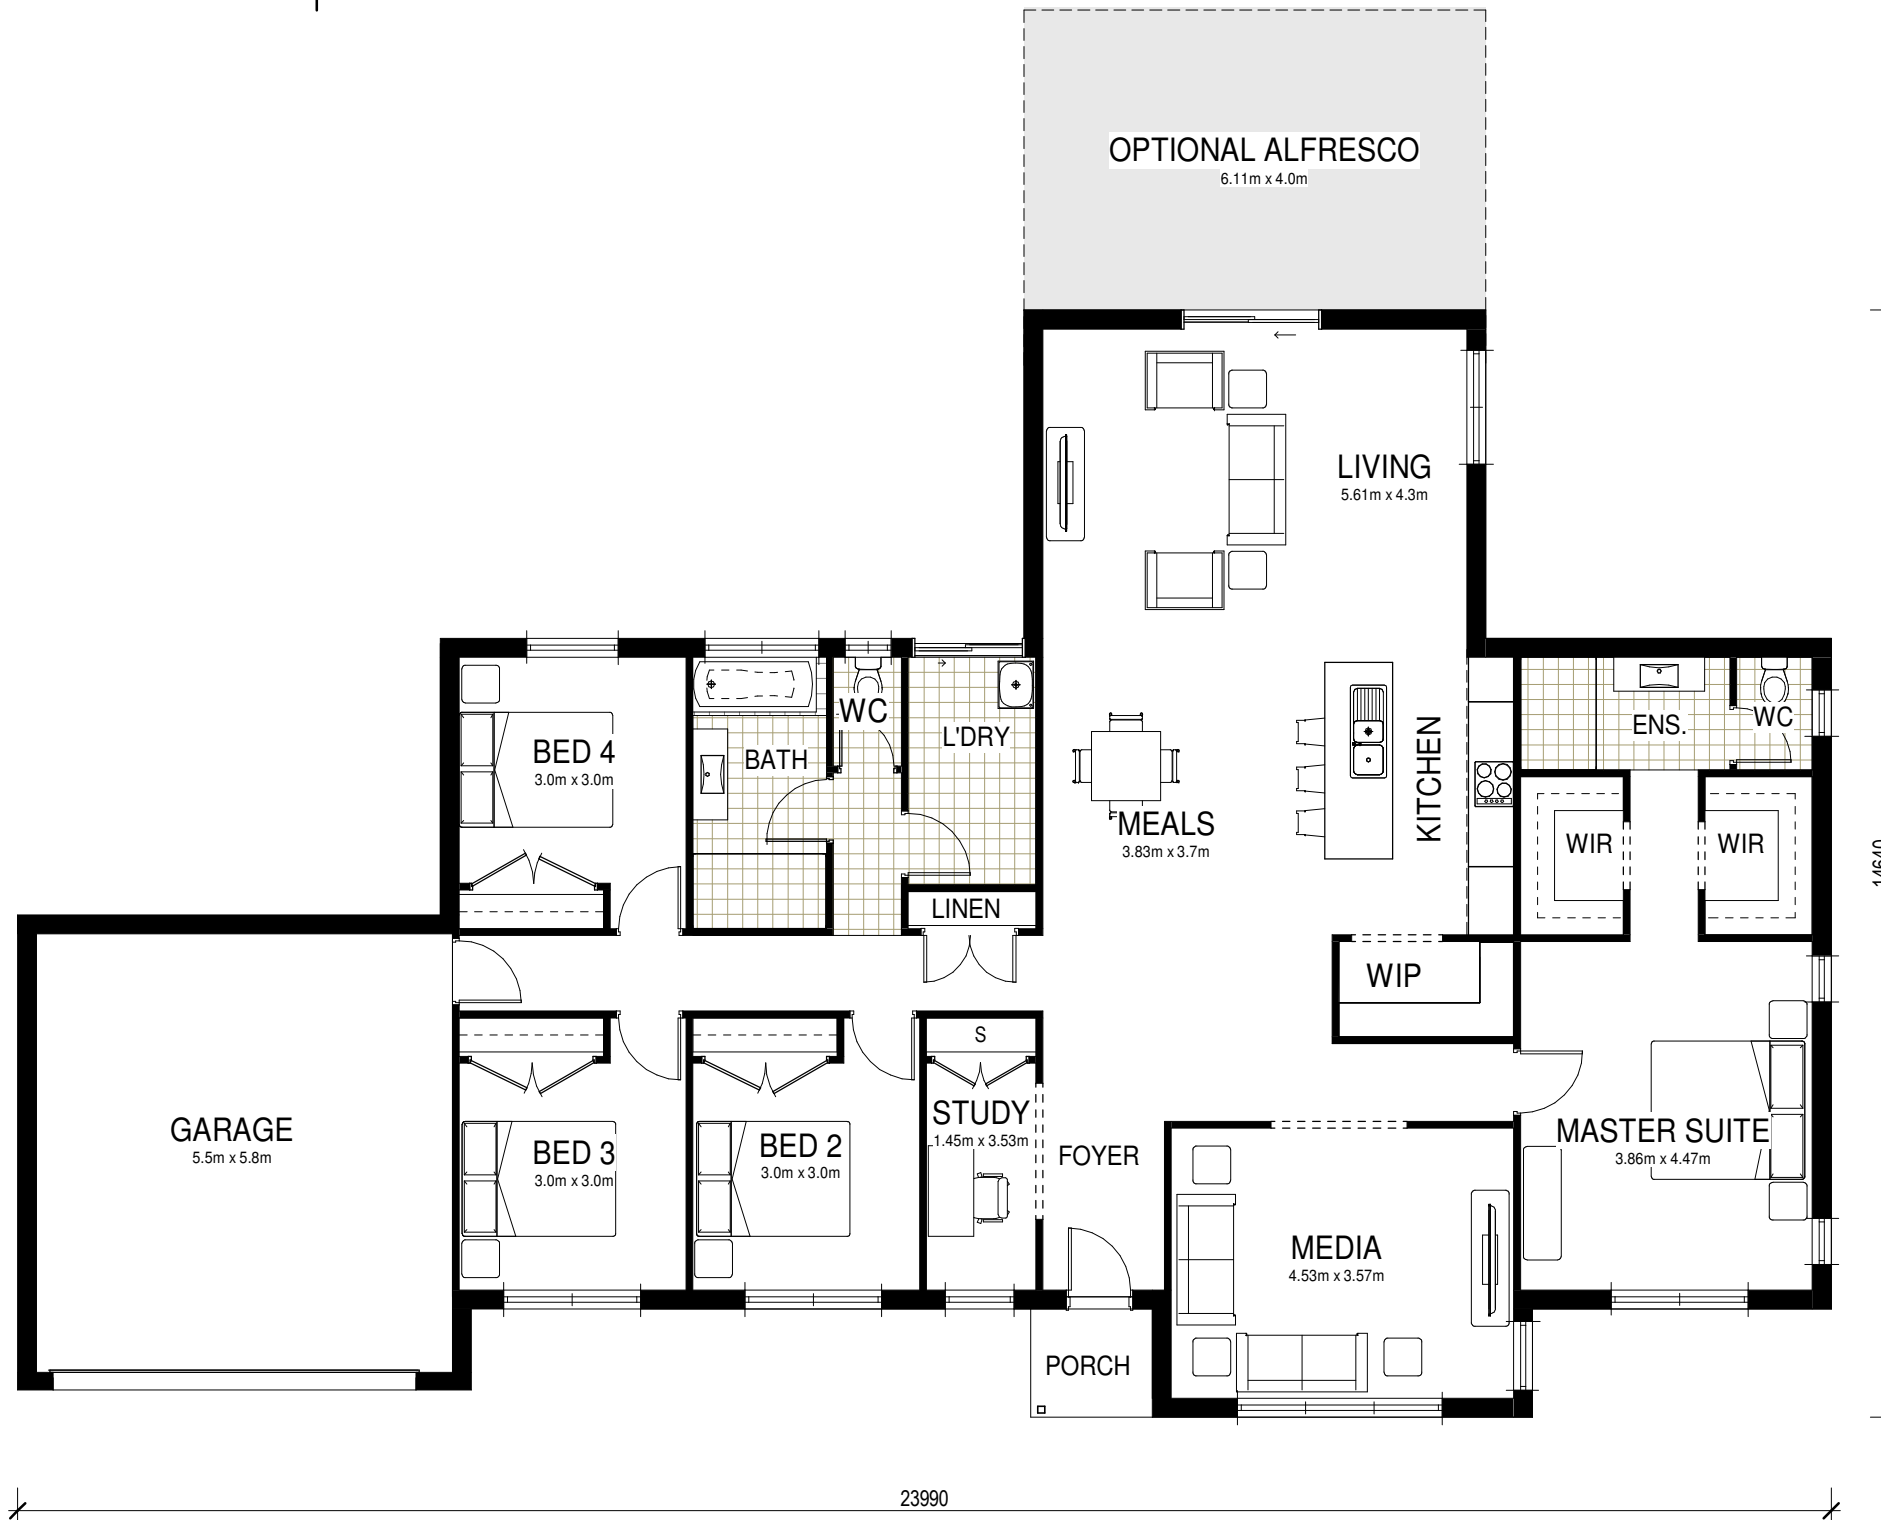 OPTIONAL ALFRESCO
6.11m x 4.0m
LIVING
5.61m x 4.3m
WC
L'DRY
BATH
BED 4
3.0m x 3.0m
MEALS
3.83m x 3.7m
KITCHEN
ENS.
WC
WIR
WIR
14640
LINEN
WIP
S
GARAGE
5.5m x 5.8m
BED 3
3.0m x 3.0m
BED 2
3.0m x 3.0m
STUDY
1.45m x 3.53m
FOYER
MASTER SUITE
3.86m x 4.47m
MEDIA
4.53m x 3.57m
PORCH
23990